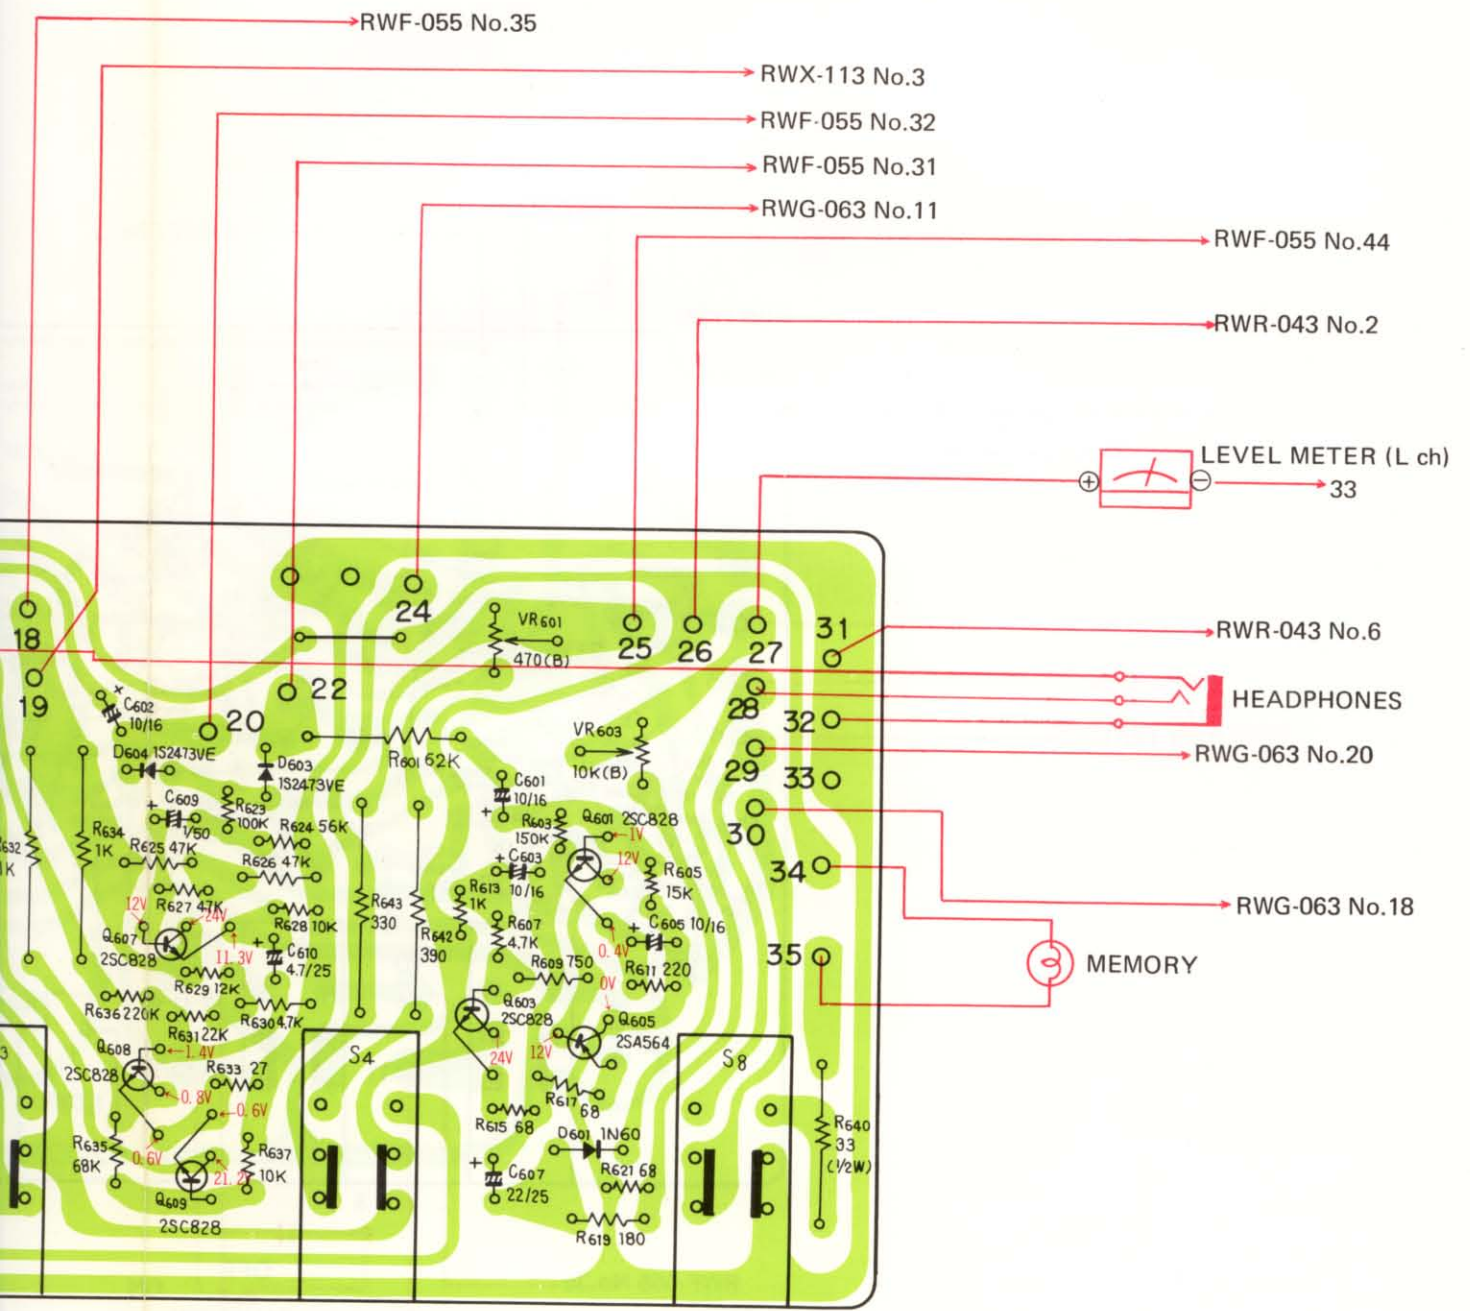 RWF-055 No.35
RWX-113 No.3
RWF-055 No.32
RWF-055 No.31
RWG-063 No.11
RWF-055 No.44
RWR-043 No.2
LEVEL METER (L ch)
+
−
33
RWR-043 No.6
HEADPHONES
RWG-063 No.20
RWG-063 No.18
MEMORY
18
19
20
22
24
25
26
27
28
29
30
31
32
33
34
35
VR601
470(B)
C602
10/16
D604 1S2473VE
D603
1S2473VE
R601 62K
VR603
10K(B)
C601
10/16
+
C609
1/50
+
R623
100K
R624 56K
R634
1K
R625 47K
R626 47K
R627 47K
R628 10K
12V
24V
Q607
2SC828
11.3V
+
C610
4.7/25
R629 12K
R636 220K
R631 22K
R630 4.7K
R643
330
R642
390
R603
150K
Q601 2SC828
1V
12V
+
C603
10/16
R605
15K
R613
1K
R607
4.7K
+
C605 10/16
0.4V
R609 750
R611 220
0V
Q603
2SC828
24V
12V
Q605
2SA564
Q608
2SC828
1.4V
0.8V
R633 27
0.6V
R635
68K
0.6V
R637
10K
Q609
2SC828
S4
S8
R617
68
R615 68
D601 1N60
+
C607
22/25
R621 68
R619 180
R640
33
(1/2W)